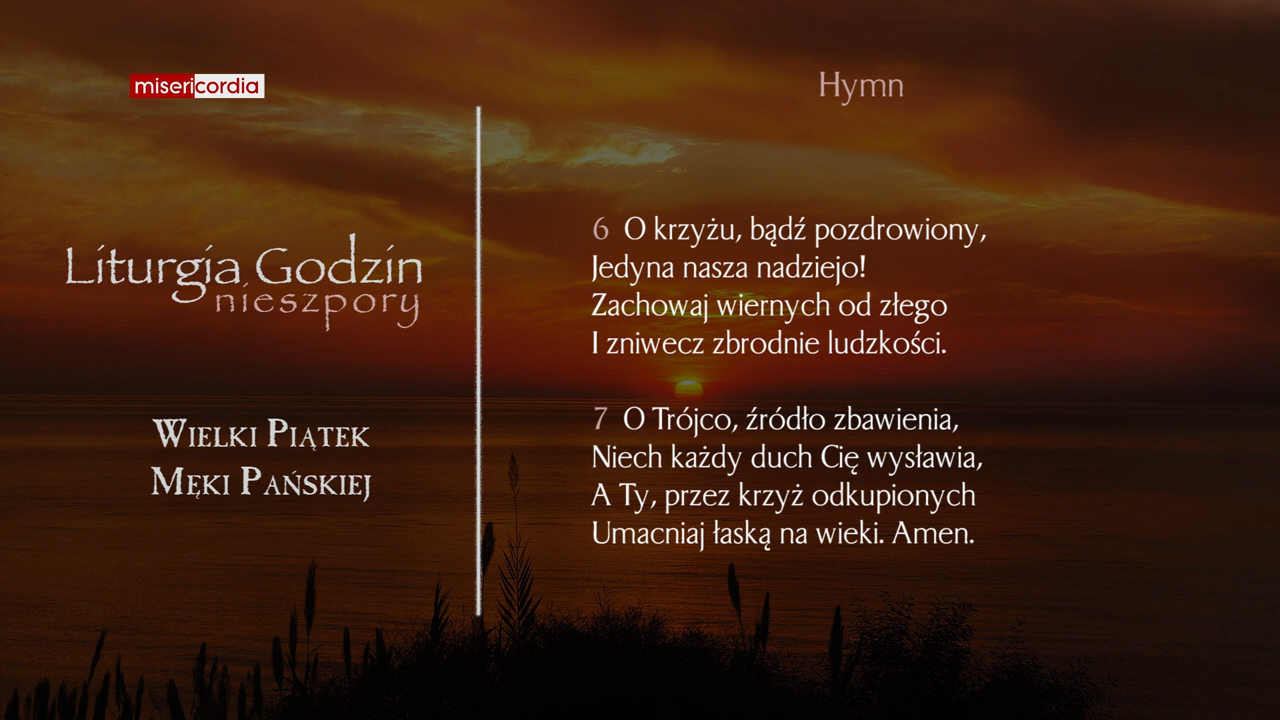 misericordia
Hymn
Liturgia Godzin
nieszpory
Wielki Piątek
Męki Pańskiej
6 O krzyżu, bądź pozdrowiony,
Jedyna nasza nadziejo!
Zachowaj wiernych od złego
I zniwecz zbrodnie ludzkości.
7 O Trójco, źródło zbawienia,
Niech każdy duch Cię wysławia,
A Ty, przez krzyż odkupionych
Umacniaj łaską na wieki. Amen.